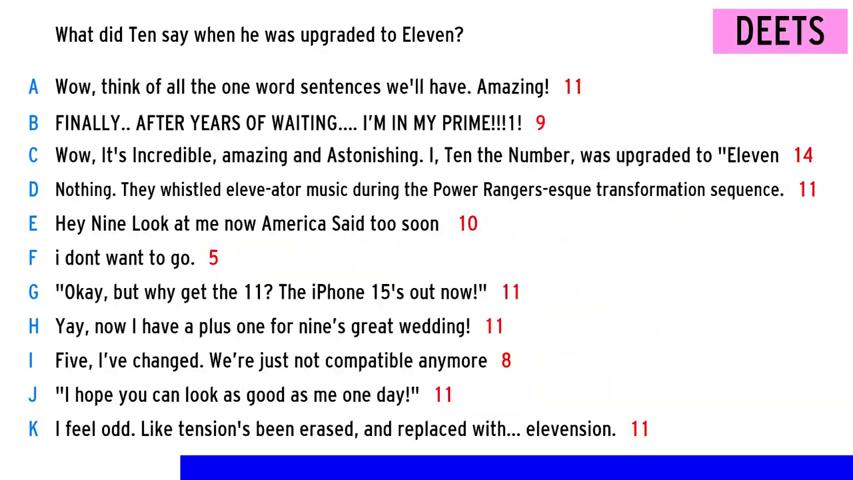 What did Ten say when he was upgraded to Eleven?
DEETS
A Wow, think of all the one word sentences we'll have. Amazing! 11
B FINALLY.. AFTER YEARS OF WAITING.... I'M IN MY PRIME!!!1! 9
C Wow, It's Incredible, amazing and Astonishing. I, Ten the Number, was upgraded to "Eleven 14
D Nothing. They whistled eleve-ator music during the Power Rangers-esque transformation sequence. 11
E Hey Nine Look at me now America Said too soon 10
F i dont want to go. 5
G "Okay, but why get the 11? The iPhone 15's out now!" 11
H Yay, now I have a plus one for nine's great wedding! 11
I Five, I've changed. We're just not compatible anymore 8
J "I hope you can look as good as me one day!" 11
K I feel odd. Like tension's been erased, and replaced with... elevension. 11